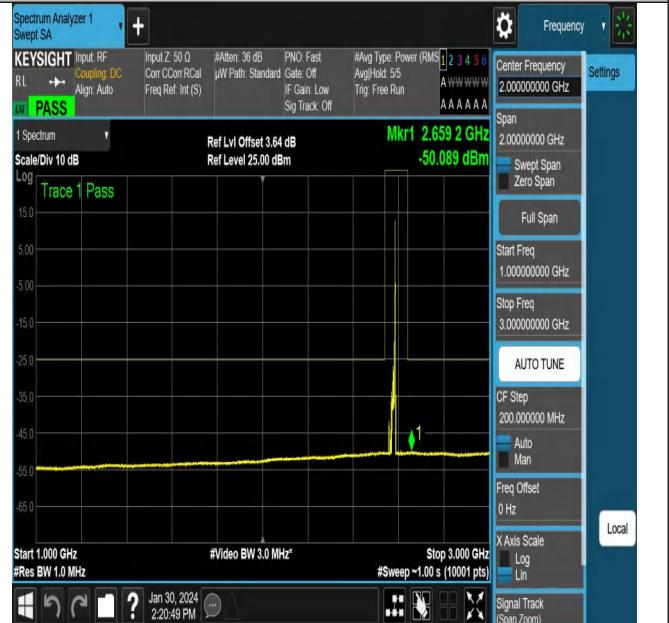 Spectrum Analyzer 1
Swept SA
Frequency
KEYSIGHT
Input: RF
Coupling: DC
Align: Auto
RL
LXI
PASS
Input Z: 50 Ω
Corr CCorr RCal
Freq Ref: Int (S)
#Atten: 36 dB
µW Path: Standard
PNO: Fast
Gate: Off
IF Gain: Low
Sig Track: Off
#Avg Type: Power (RMS
Avg|Hold: 5/5
Trig: Free Run
1 2 3 4 5 6
A W W W W W
A A A A A A
1 Spectrum
Scale/Div 10 dB
Ref Lvl Offset 3.64 dB
Ref Level 25.00 dBm
Mkr1 2.659 2 GHz
-50.089 dBm
Log
Trace 1 Pass
15.0
5.00
-15.0
-25.0
-35.0
-45.0
-55.0
-65.0
1
Start 1.000 GHz
#Video BW 3.0 MHz*
Stop 3.000 GHz
#Res BW 1.0 MHz
#Sweep ~1.00 s (10001 pts)
Center Frequency
2.000000000 GHz
Settings
Span
2.00000000 GHz
Swept Span
Zero Span
Full Span
Start Freq
1.000000000 GHz
Stop Freq
3.000000000 GHz
AUTO TUNE
CF Step
200.000000 MHz
Auto
Man
Freq Offset
0 Hz
X Axis Scale
Log
Lin
Local
Signal Track
(Span Zoom)
?
Jan 30, 2024
2:20:49 PM